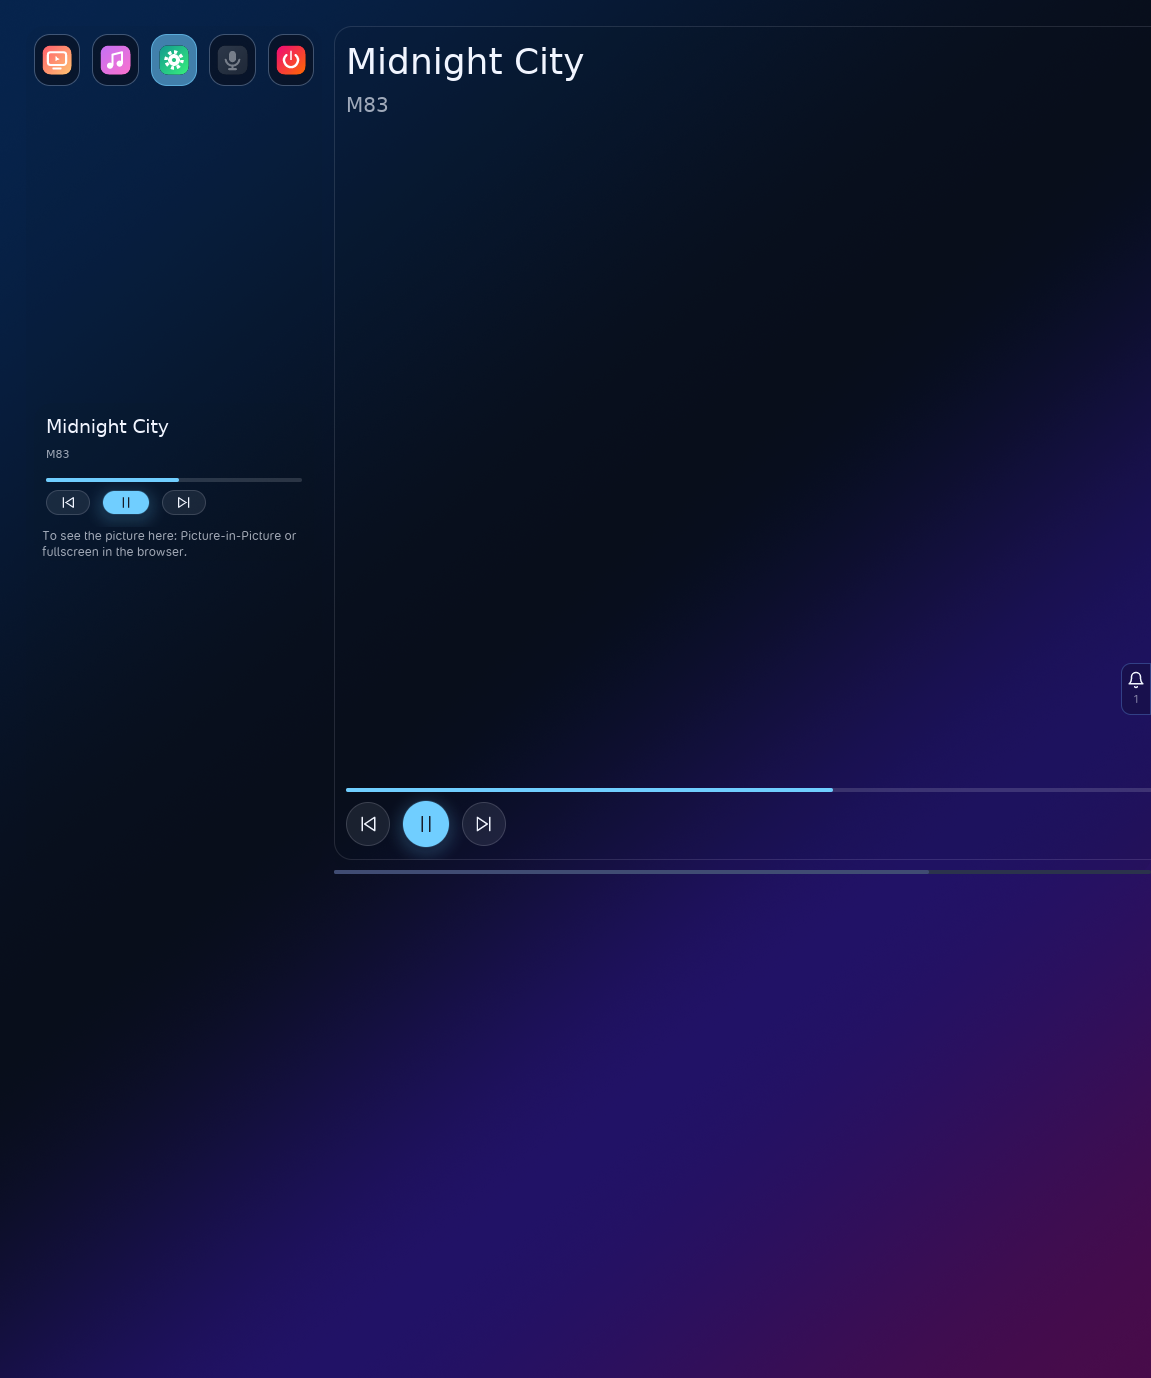 Midnight City
M83
Midnight City
M83
To see the picture here: Picture-in-Picture or
fullscreen in the browser.
1